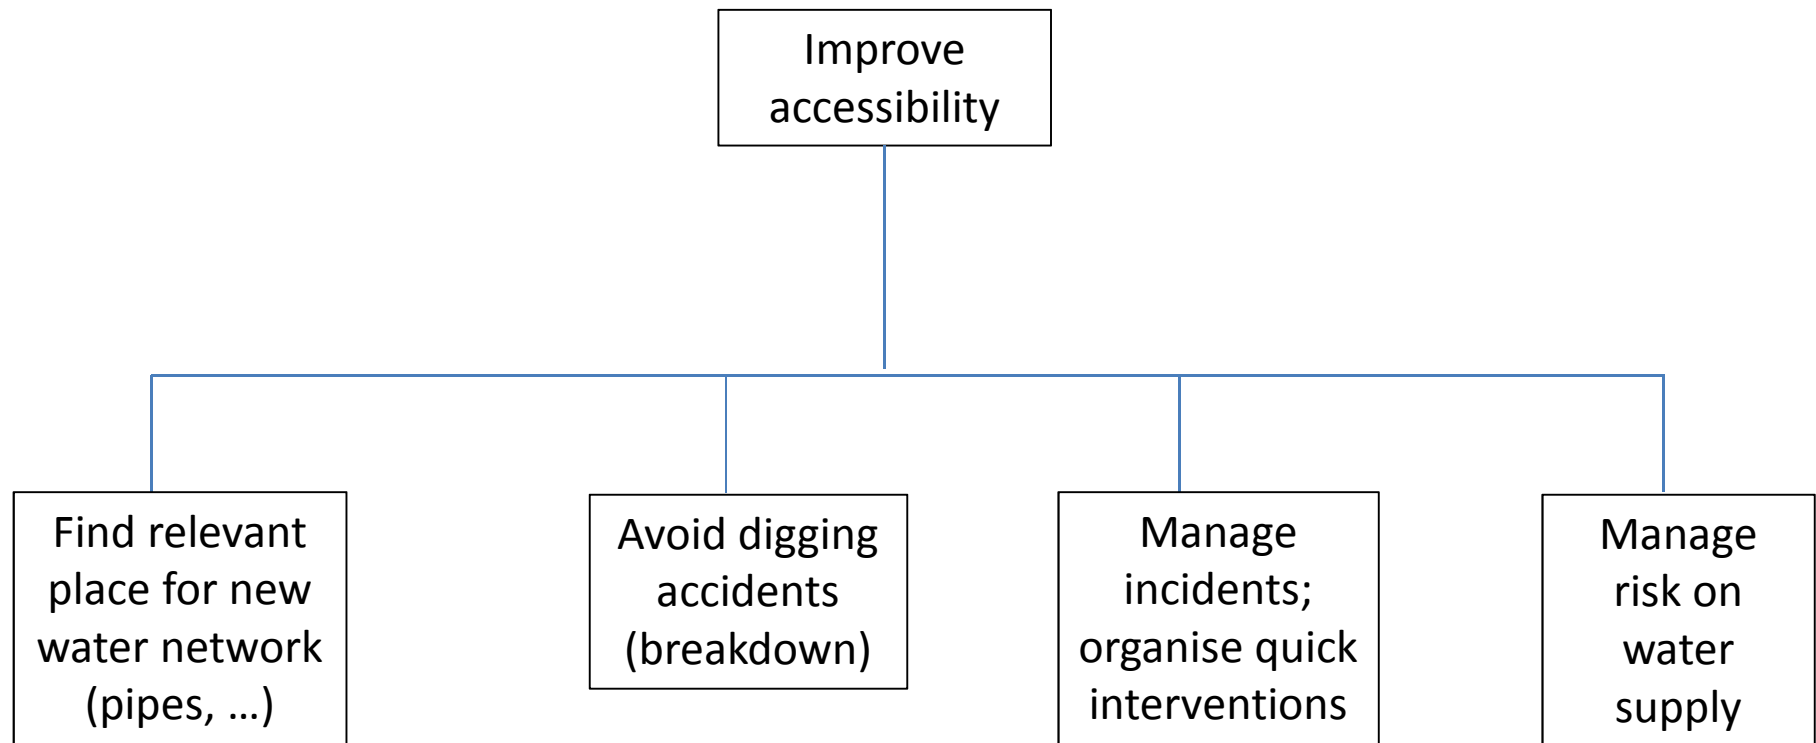 Improve
accessibility
Find relevant
place for new
water network
(pipes, …)
Avoid digging
accidents
(breakdown)
Manage
incidents;
organise quick
interventions
Manage
risk on
water
supply